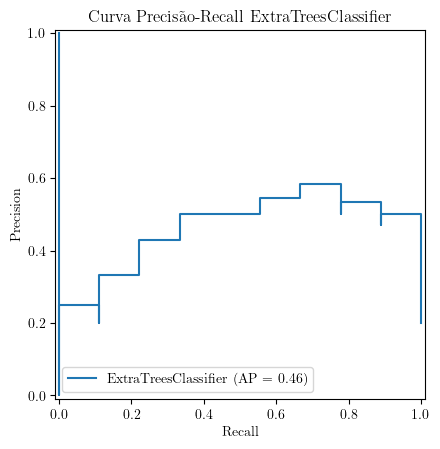 Curva Precisão-Recall ExtraTreesClassifier
1.0
0.8
0.6
0.4
0.2
0.0
Precision
ExtraTreesClassifier (AP = 0.46)
0.0 0.2 0.4 0.6 0.8 1.0
Recall